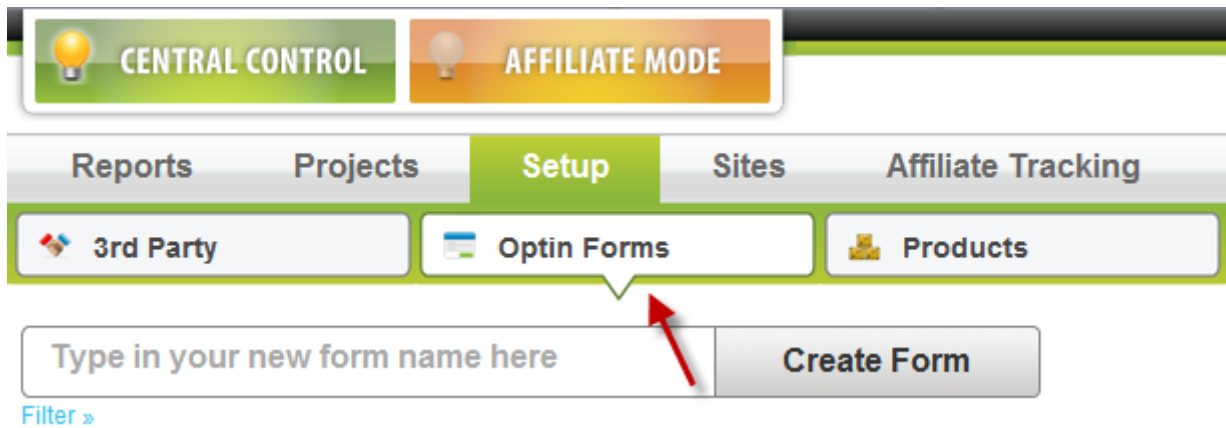 CENTRAL CONTROL AFFILIATE MODE
Reports Projects Setup Sites Affiliate Tracking
3rd Party Optin Forms Products
Type in your new form name here Create Form
Filter »